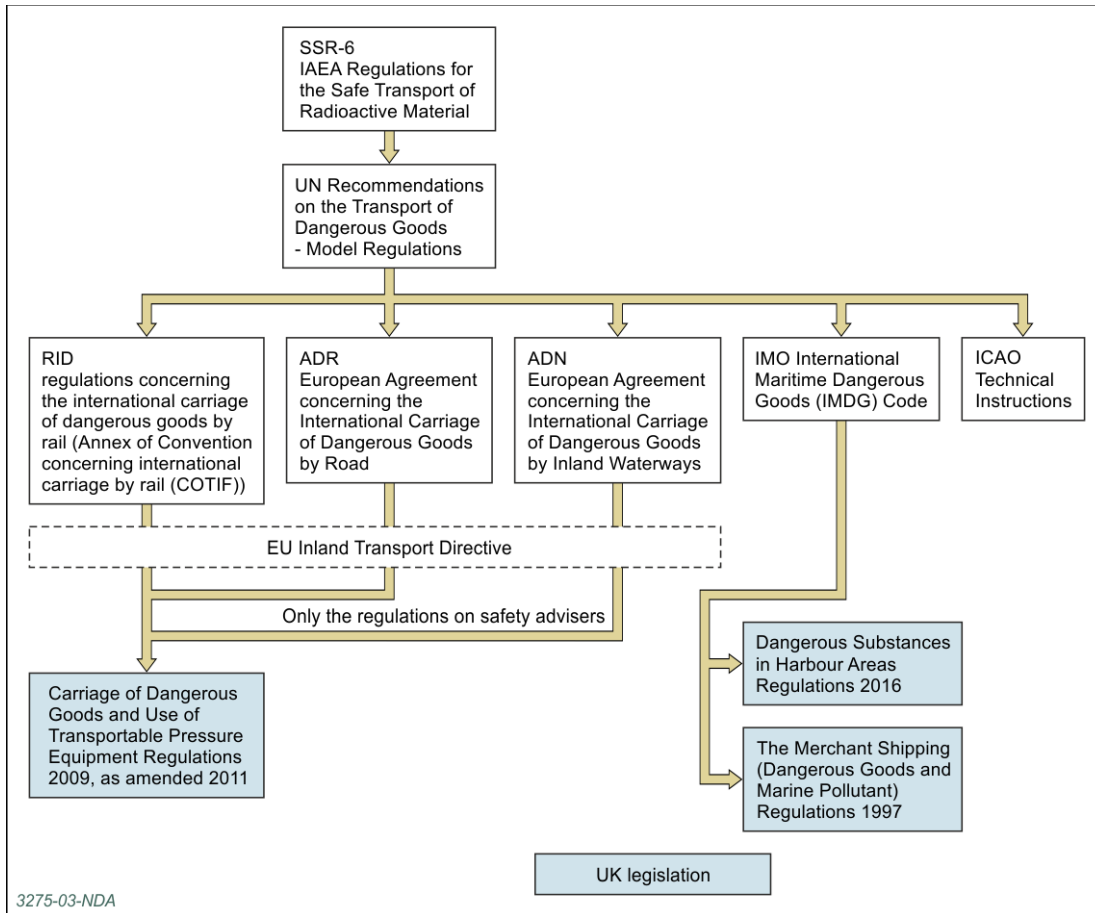 SSR-6
IAEA Regulations for
the Safe Transport of
Radioactive Material
UN Recommendations
on the Transport of
Dangerous Goods
- Model Regulations
RID
regulations concerning
the international carriage
of dangerous goods by
rail (Annex of Convention
concerning international
carriage by rail (COTIF))
ADR
European Agreement
concerning the
International Carriage
of Dangerous Goods
by Road
ADN
European Agreement
concerning the
International Carriage
of Dangerous Goods
by Inland Waterways
IMO International
Maritime Dangerous
Goods (IMDG) Code
ICAO
Technical
Instructions
EU Inland Transport Directive
Only the regulations on safety advisers
Carriage of Dangerous
Goods and Use of
Transportable Pressure
Equipment Regulations
2009, as amended 2011
Dangerous Substances
in Harbour Areas
Regulations 2016
The Merchant Shipping
(Dangerous Goods and
Marine Pollutant)
Regulations 1997
UK legislation
3275-03-NDA